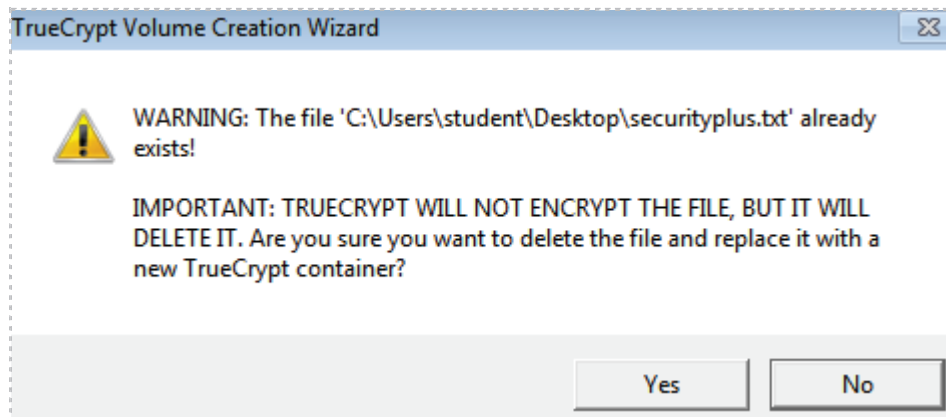 TrueCrypt Volume Creation Wizard
WARNING: The file 'C:\Users\student\Desktop\securityplus.txt' already
exists!
IMPORTANT: TRUECRYPT WILL NOT ENCRYPT THE FILE, BUT IT WILL
DELETE IT. Are you sure you want to delete the file and replace it with a
new TrueCrypt container?
Yes No